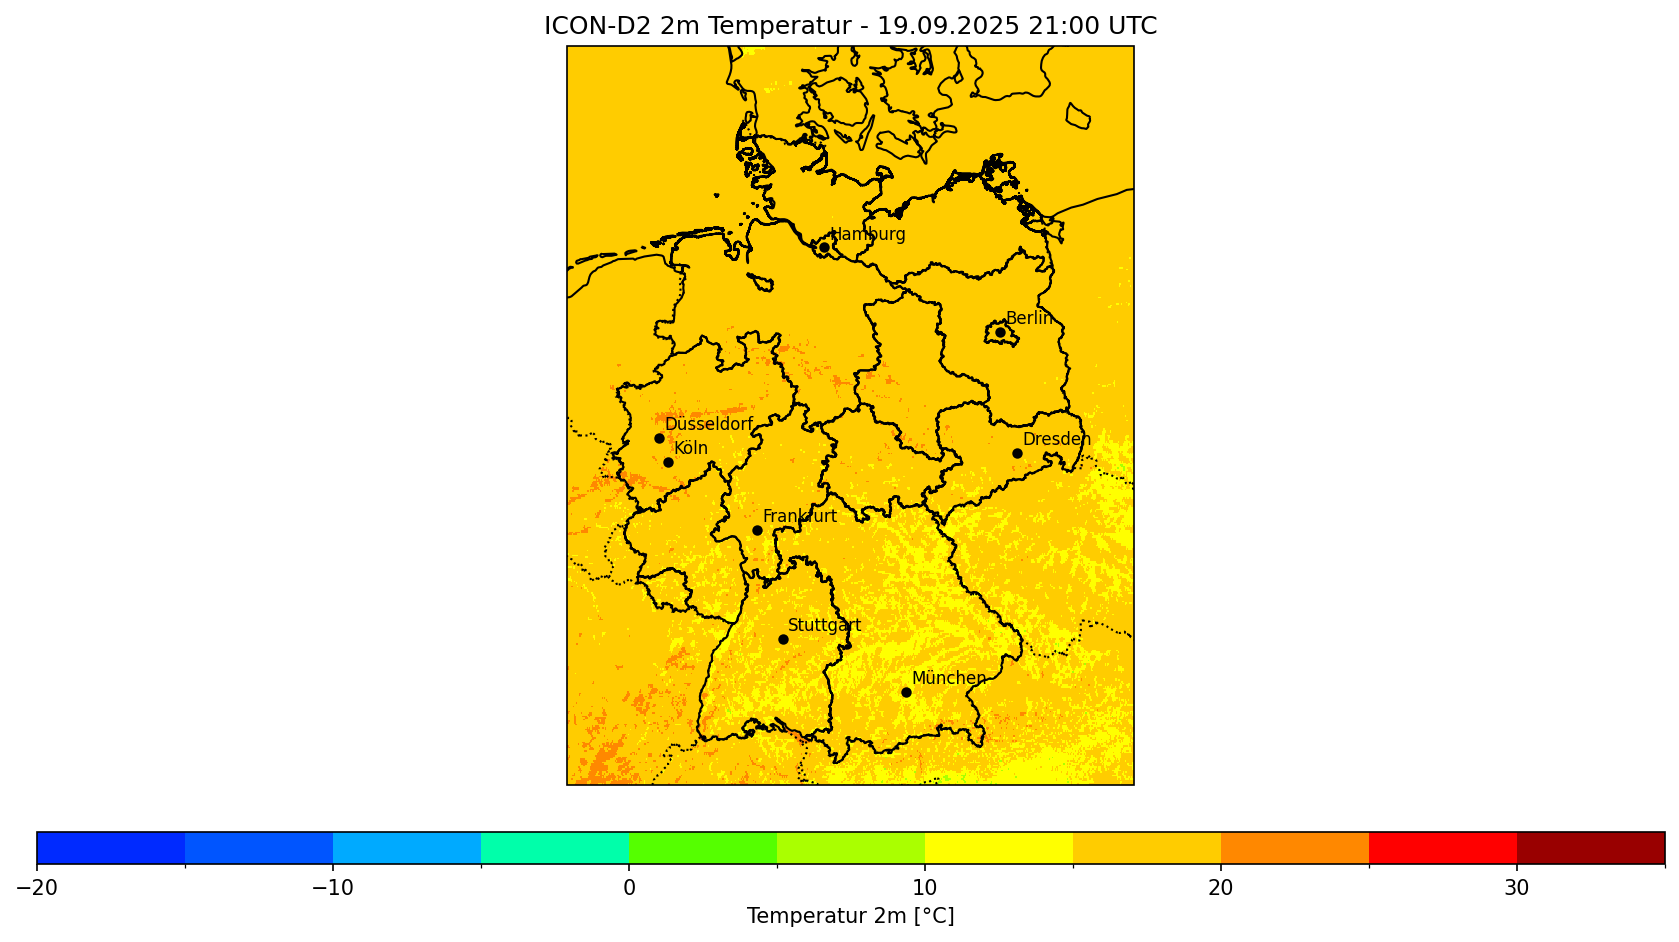 ICON-D2 2m Temperatur - 19.09.2025 21:00 UTC
Hamburg
Berlin
Düsseldorf
Köln
Dresden
Frankfurt
Stuttgart
München
−20 −10 0 10 20 30
Temperatur 2m [°C]